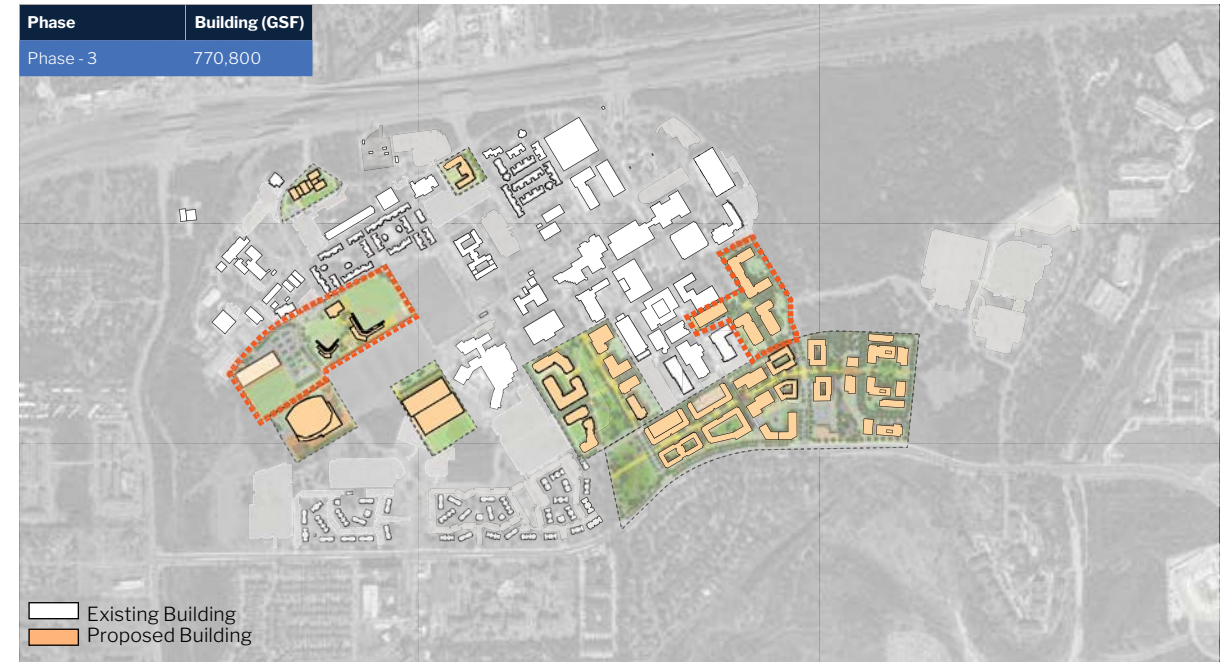 Phase Building (GSF)
Phase - 3 770,800
Existing Building
Proposed Building